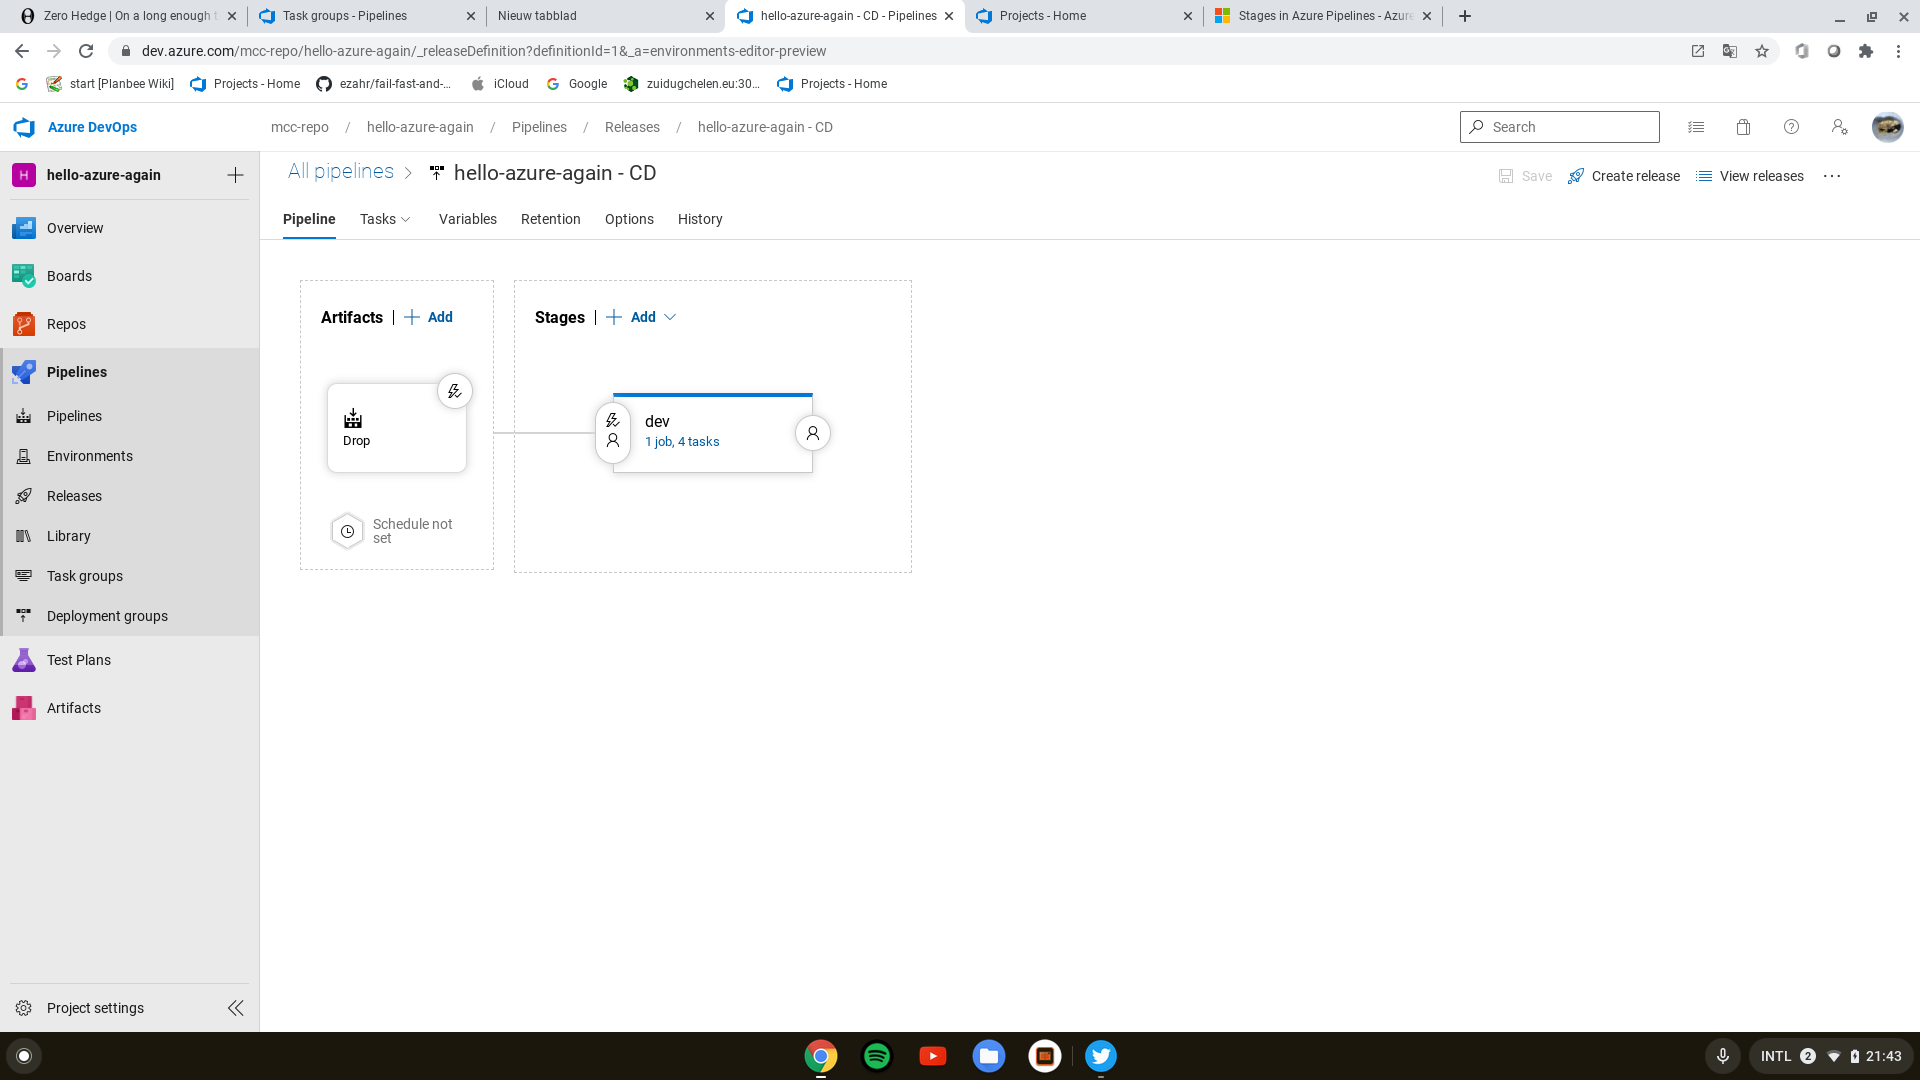 Zero Hedge | On a long enough t
Task groups - Pipelines
Nieuw tabblad
hello-azure-again - CD - Pipelines
Projects - Home
Stages in Azure Pipelines - Azure
dev.azure.com/mcc-repo/hello-azure-again/_releaseDefinition?definitionId=1&_a=environments-editor-preview
start [Planbee Wiki]
Projects - Home
ezahr/fail-fast-and-...
iCloud
Google
zuidugchelen.eu:30...
Projects - Home
Azure DevOps
mcc-repo / hello-azure-again / Pipelines / Releases / hello-azure-again - CD
Search
H
hello-azure-again
All pipelines
hello-azure-again - CD
Save
Create release
View releases
Pipeline
Tasks
Variables
Retention
Options
History
Overview
Boards
Repos
Pipelines
Pipelines
Environments
Releases
Library
Task groups
Deployment groups
Test Plans
Artifacts
Artifacts | Add
Stages | Add
Drop
dev
1 job, 4 tasks
Schedule not
set
Project settings
INTL 2 21:43